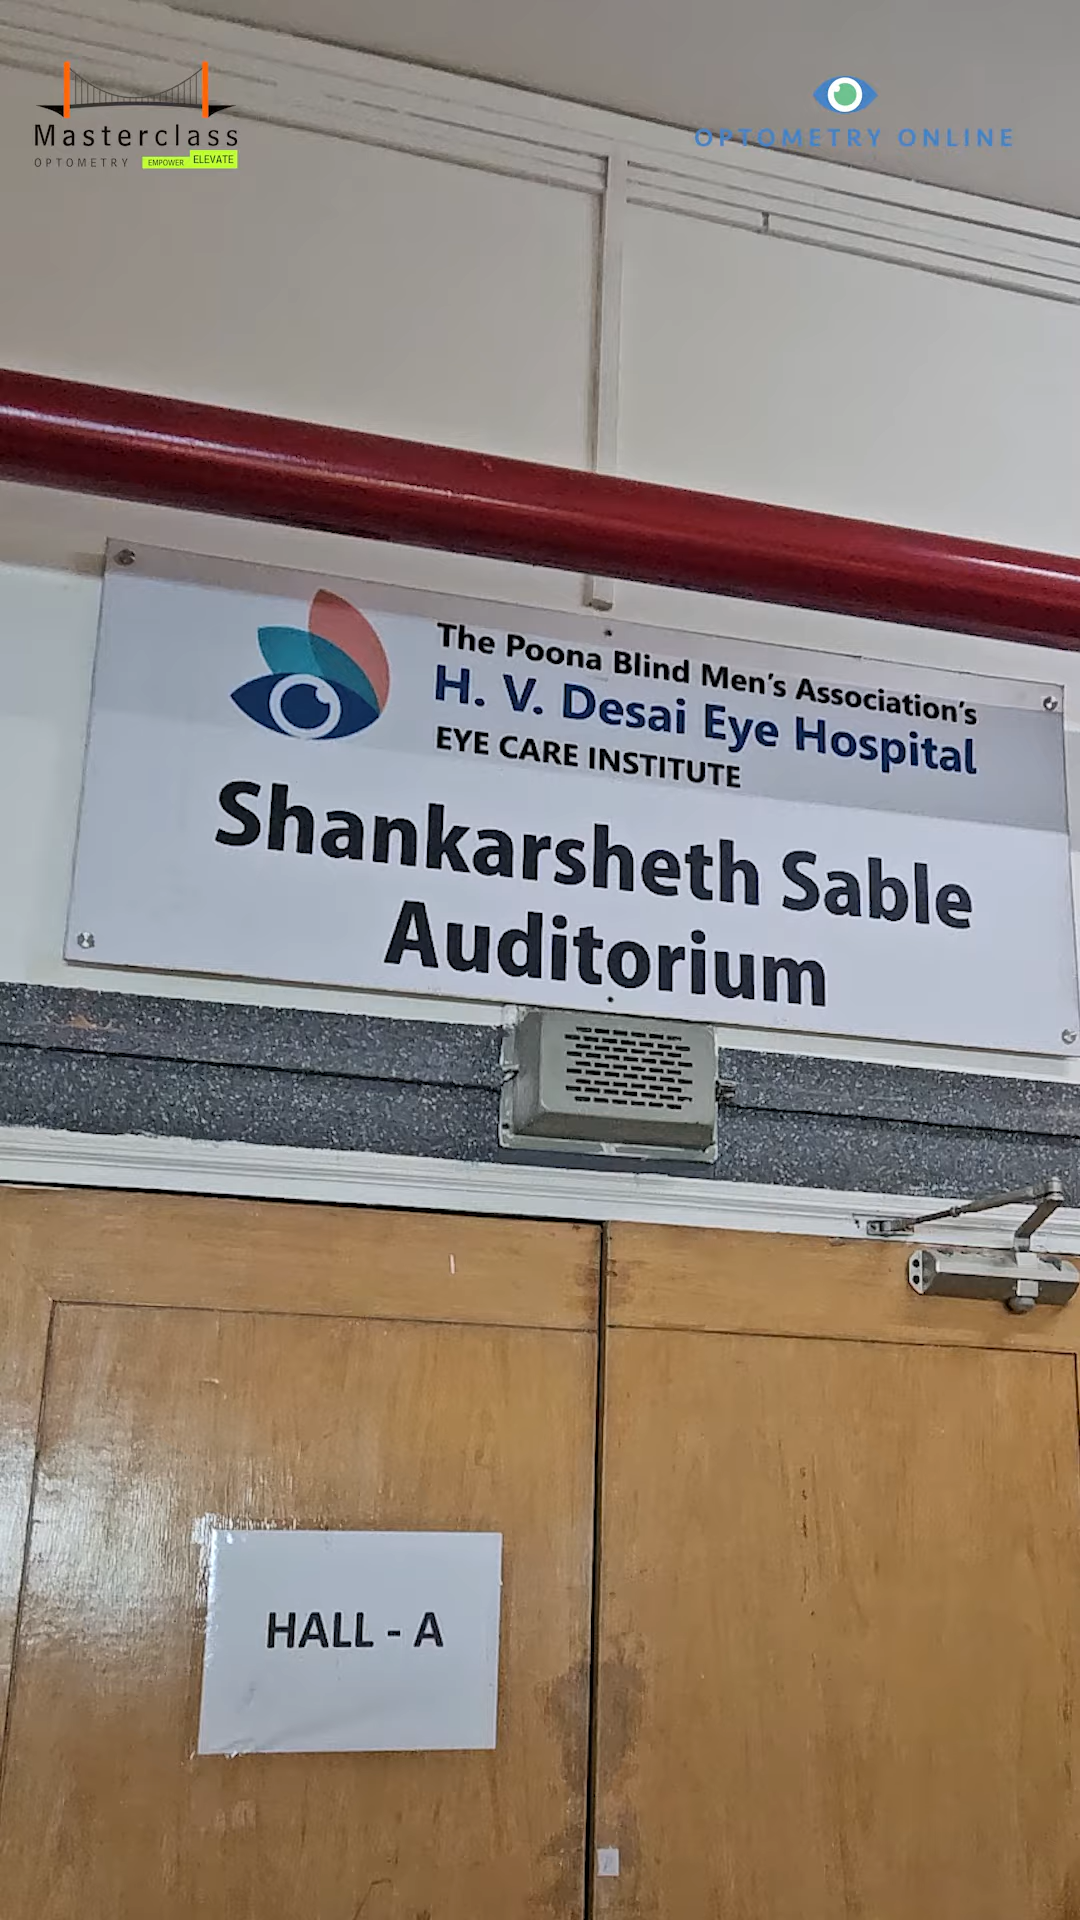 Masterclass
OPTOMETRY EMPOWER ELEVATE
OPTOMETRY ONLINE
The Poona Blind Men's Association's
H. V. Desai Eye Hospital
EYE CARE INSTITUTE
Shankarsheth Sable
Auditorium
HALL - A